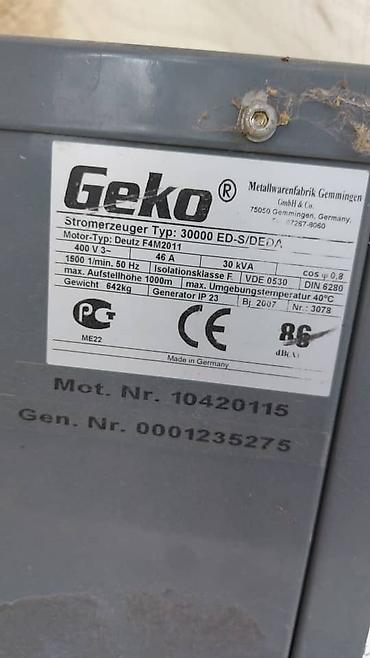 Geko®
Metallwarenfabrik Gemmingen
GmbH & Co.
75050 Gemmingen, Germany,
07267-8060
Stromerzeuger Typ: 30000 ED-S/DEDA
Motor-Typ: Deutz F4M2011
400 V 3~ 46 A 30 kVA cos φ 0,8
1500 1/min. 50 Hz Isolationsklasse F VDE 0530 DIN 6280
max. Aufstellhöhe 1000m max. Umgebungstemperatur 40°C
Gewicht 642kg Generator IP 23 Bj. 2007 Nr.: 3078
PCT
ME22
CE
86
dB(A)
Made in Germany
Mot. Nr. 10420115
Gen. Nr. 0001235275